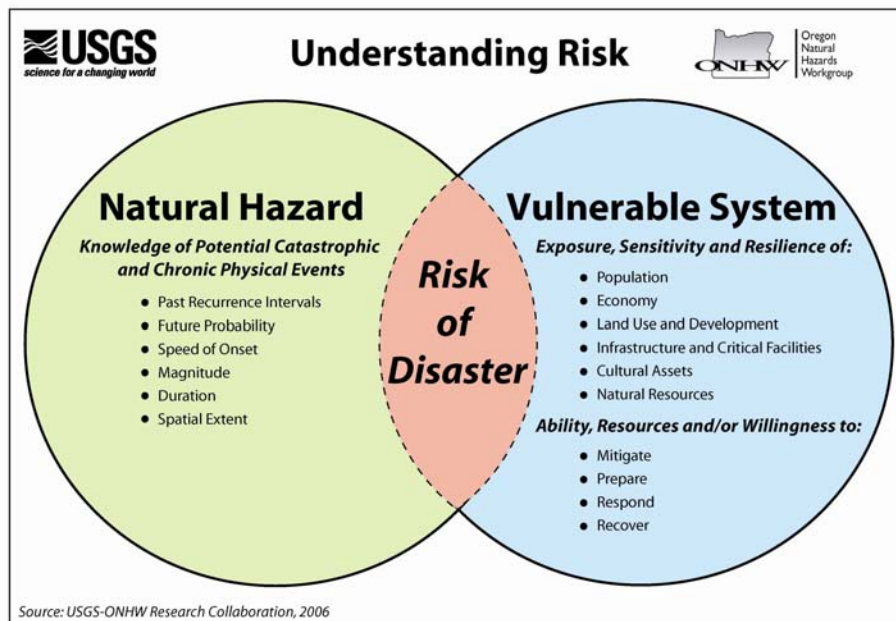 USGS
science for a changing world
Understanding Risk
ONHW
Oregon
Natural
Hazards
Workgroup
Natural Hazard
Knowledge of Potential Catastrophic
and Chronic Physical Events
• Past Recurrence Intervals
• Future Probability
• Speed of Onset
• Magnitude
• Duration
• Spatial Extent
Risk
of
Disaster
Vulnerable System
Exposure, Sensitivity and Resilience of:
• Population
• Economy
• Land Use and Development
• Infrastructure and Critical Facilities
• Cultural Assets
• Natural Resources
Ability, Resources and/or Willingness to:
• Mitigate
• Prepare
• Respond
• Recover
Source: USGS-ONHW Research Collaboration, 2006